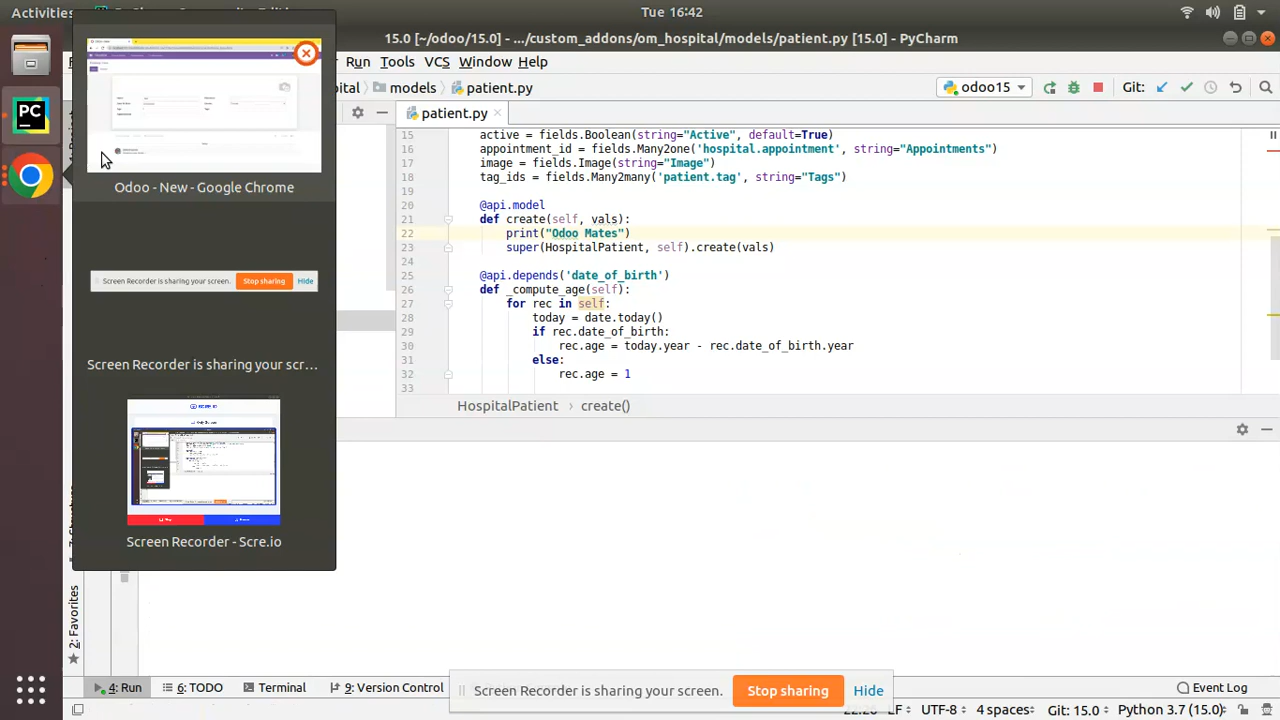 Activities
Tue 16:42
15.0 [~/odoo/15.0] - .../custom_addons/om_hospital/models/patient.py [15.0] - PyCharm
Run Tools VCS Window Help
models patient.py
odoo15
Git:
patient.py
15 active = fields.Boolean(string="Active", default=True)
16 appointment_id = fields.Many2one('hospital.appointment', string="Appointments")
17 image = fields.Image(string="Image")
18 tag_ids = fields.Many2many('patient.tag', string="Tags")
19
20 @api.model
21 def create(self, vals):
22 print("Odoo Mates")
23 super(HospitalPatient, self).create(vals)
24
25 @api.depends('date_of_birth')
26 def _compute_age(self):
27 for rec in self:
28 today = date.today()
29 if rec.date_of_birth:
30 rec.age = today.year - rec.date_of_birth.year
31 else:
32 rec.age = 1
33
HospitalPatient create()
Odoo - New - Google Chrome
Screen Recorder is sharing your screen. Stop sharing Hide
Screen Recorder is sharing your scr...
Screen Recorder - Scre.io
2: Favorites
4: Run 6: TODO Terminal 9: Version Control
Screen Recorder is sharing your screen. Stop sharing Hide
Event Log
LF UTF-8 4 spaces Git: 15.0 Python 3.7 (15.0)